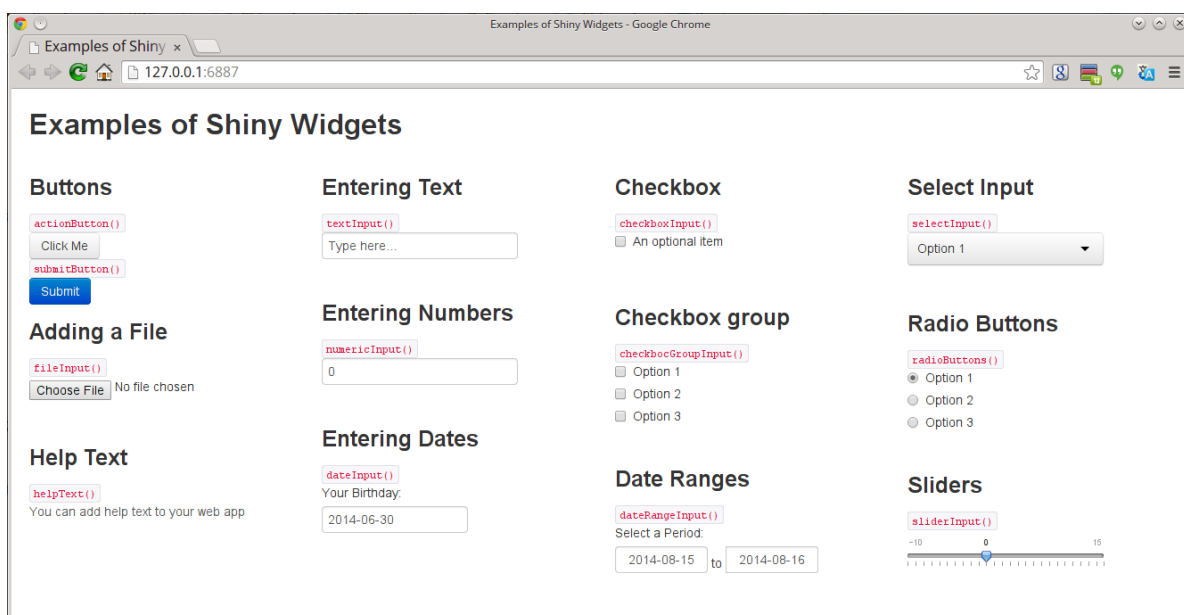 Examples of Shiny Widgets - Google Chrome
Examples of Shiny
127.0.0.1:6887
Examples of Shiny Widgets
Buttons
actionButton()
Click Me
submitButton()
Submit
Adding a File
fileInput()
Choose File No file chosen
Help Text
helpText()
You can add help text to your web app
Entering Text
textInput()
Type here...
Entering Numbers
numericInput()
0
Entering Dates
dateInput()
Your Birthday:
2014-06-30
Checkbox
checkboxInput()
An optional item
Checkbox group
checkbocGroupInput()
Option 1
Option 2
Option 3
Date Ranges
dateRangeInput()
Select a Period:
2014-08-15 to 2014-08-16
Select Input
selectInput()
Option 1
Radio Buttons
radioButtons()
Option 1
Option 2
Option 3
Sliders
sliderInput()
-10 0 15